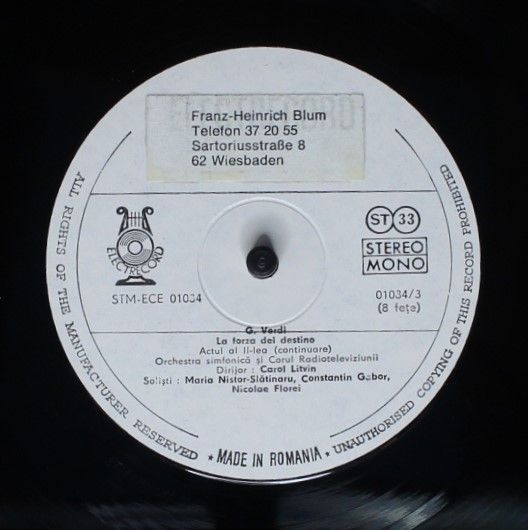 Franz-Heinrich Blum
Telefon 37 20 55
Sartoriusstraße 8
62 Wiesbaden
ELECTRECORD
ST 33
STEREO
MONO
STM-ECE 01034
01034/3
(8 fețe)
G. Verdi
La forza del destino
Actul al II-lea (continuare)
Orchestra simfonică și Corul Radioteleviziunii
Dirijor : Carol Litvin
Soliști : Maria Nistor-Slătinaru, Constantin Gabor,
Nicolae Florei
ALL RIGHTS OF THE MANUFACTURER RESERVED ★ MADE IN ROMANIA ★ UNAUTHORISED COPYING OF THIS RECORD PROHIBITED